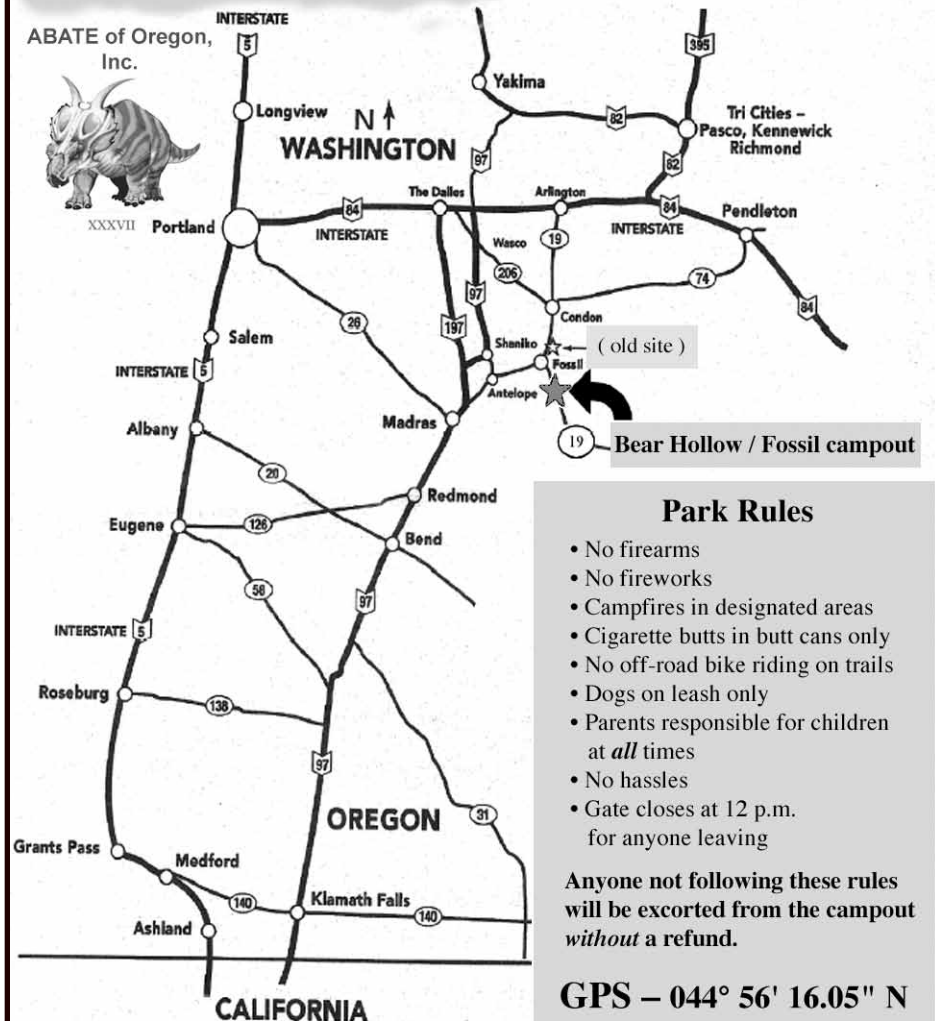 ABATE of Oregon,
Inc.
XXXVII
INTERSTATE
5
Longview
N
WASHINGTON
Yakima
395
82
Tri Cities –
Pasco, Kennewick
Richmond
97
82
The Dalles
Arlington
Portland
84
INTERSTATE
84
INTERSTATE
Pendleton
Wasco
19
206
74
97
84
26
197
Condon
Salem
Shaniko
( old site )
Fossil
INTERSTATE
5
Antelope
Albany
Madras
19
Bear Hollow / Fossil campout
20
Redmond
Eugene
126
Bend
58
97
INTERSTATE
5
Roseburg
138
97
OREGON
31
Grants Pass
Medford
140
Klamath Falls
140
Ashland
CALIFORNIA
Park Rules
• No firearms
• No fireworks
• Campfires in designated areas
• Cigarette butts in butt cans only
• No off-road bike riding on trails
• Dogs on leash only
• Parents responsible for children
at all times
• No hassles
• Gate closes at 12 p.m.
for anyone leaving
Anyone not following these rules
will be excorted from the campout
without a refund.
GPS – 044° 56' 16.05" N